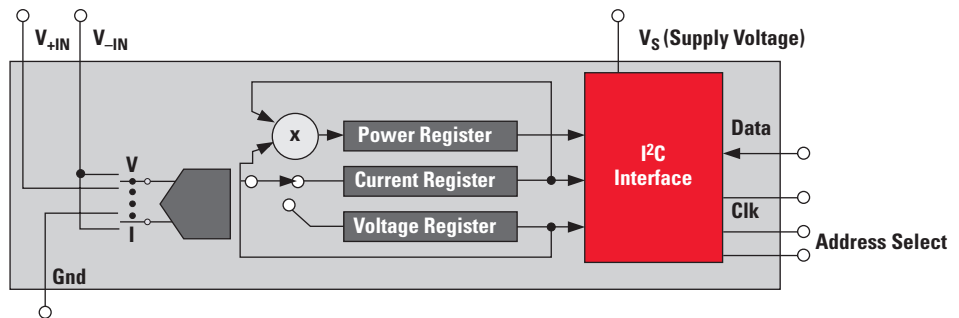 V+IN
V–IN
VS (Supply Voltage)
X
Power Register
I2C
Interface
Data
V
Current Register
I
Voltage Register
Clk
Address Select
Gnd